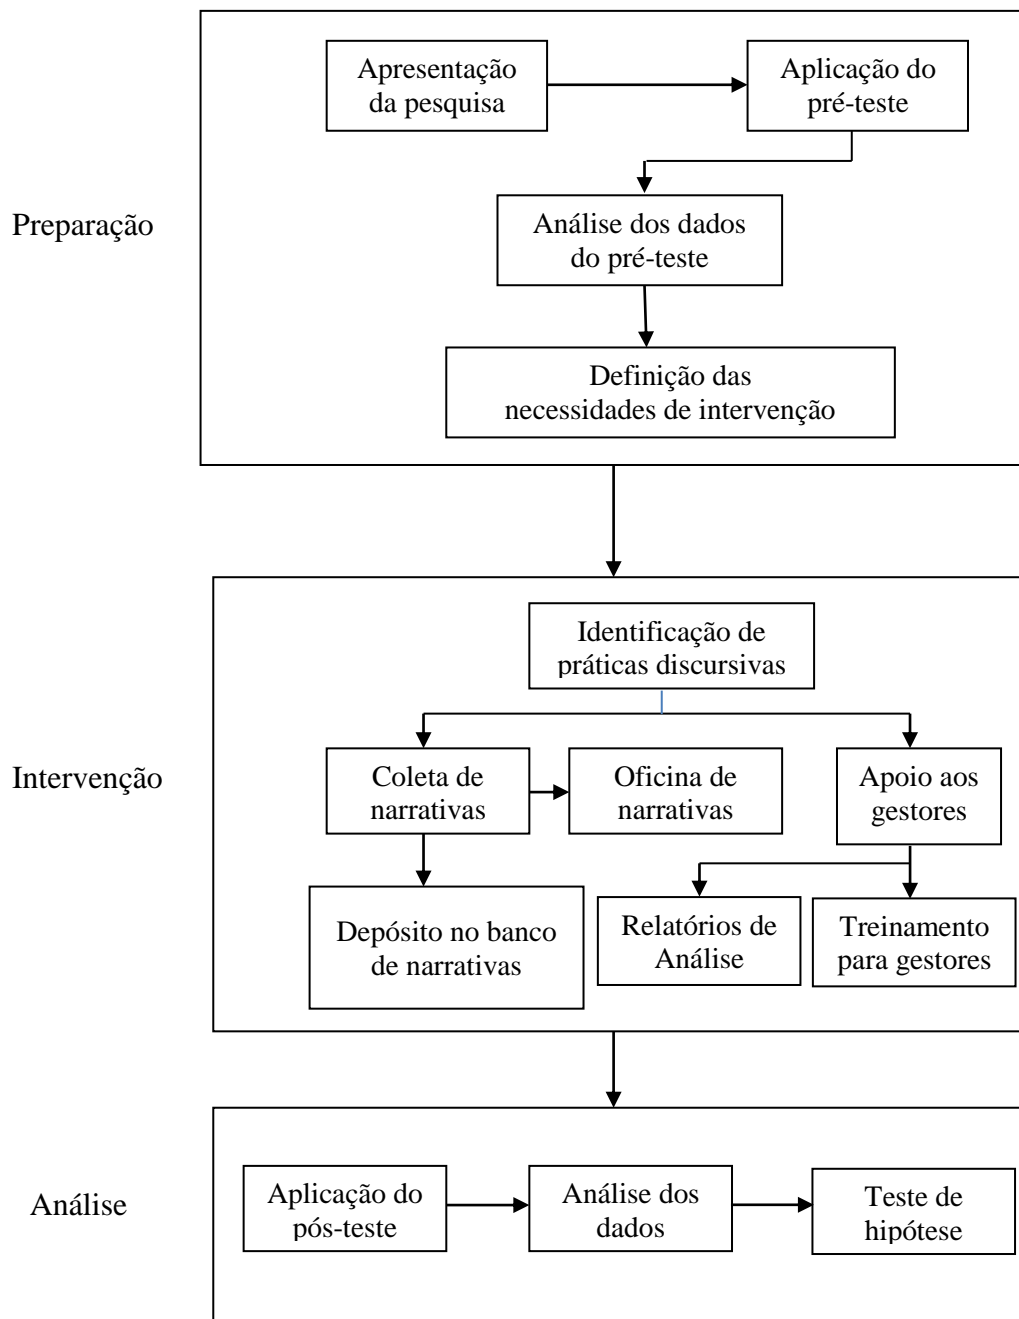 Apresentação
da pesquisa
Aplicação do
pré-teste
Preparação
Análise dos dados
do pré-teste
Definição das
necessidades de intervenção
Identificação de
práticas discursivas
Intervenção
Coleta de
narrativas
Oficina de
narrativas
Apoio aos
gestores
Depósito no banco
de narrativas
Relatórios de
Análise
Treinamento
para gestores
Análise
Aplicação do
pós-teste
Análise dos
dados
Teste de
hipótese